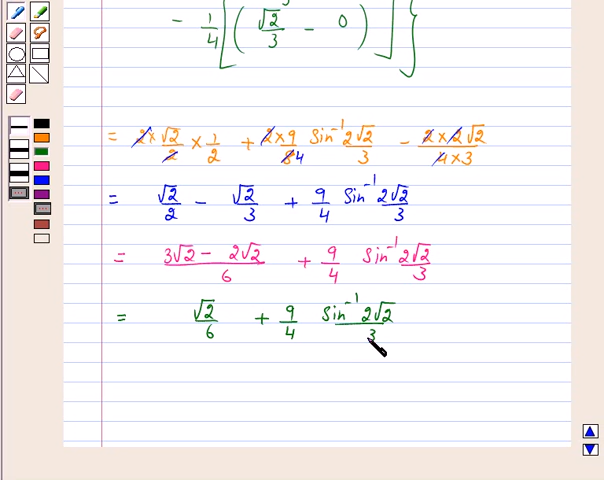 - 1/4 [ ( √2/3 - 0 ) ] }
= 2×√2/2 × 1/2 + 2×9/8 4 Sin⁻¹ 2√2/3 - 2×2√2/4×3
= √2/2 - √2/3 + 9/4 Sin⁻¹ 2√2/3
= 3√2 - 2√2/6 + 9/4 Sin⁻¹ 2√2/3
= √2/6 + 9/4 Sin⁻¹ 2√2/3